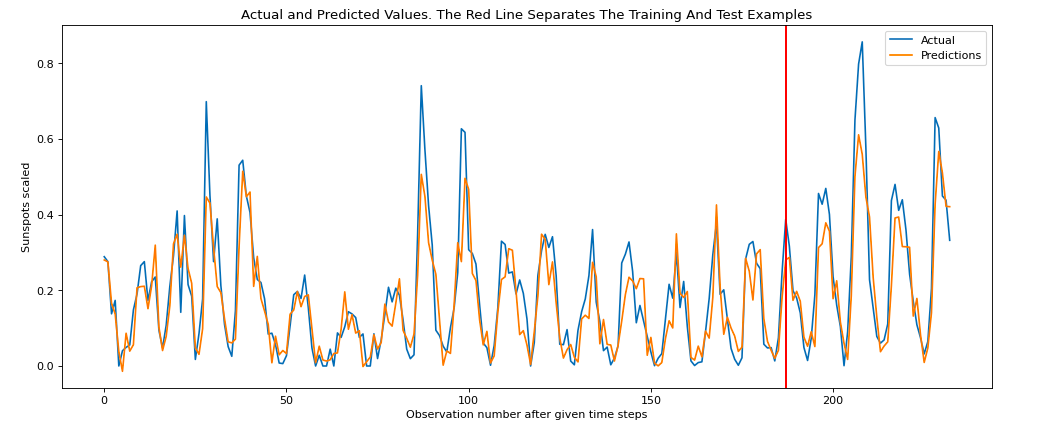 Actual and Predicted Values. The Red Line Separates The Training And Test Examples
Actual
Predictions
Sunspots scaled
0.8
0.6
0.4
0.2
0.0
0 50 100 150 200
Observation number after given time steps